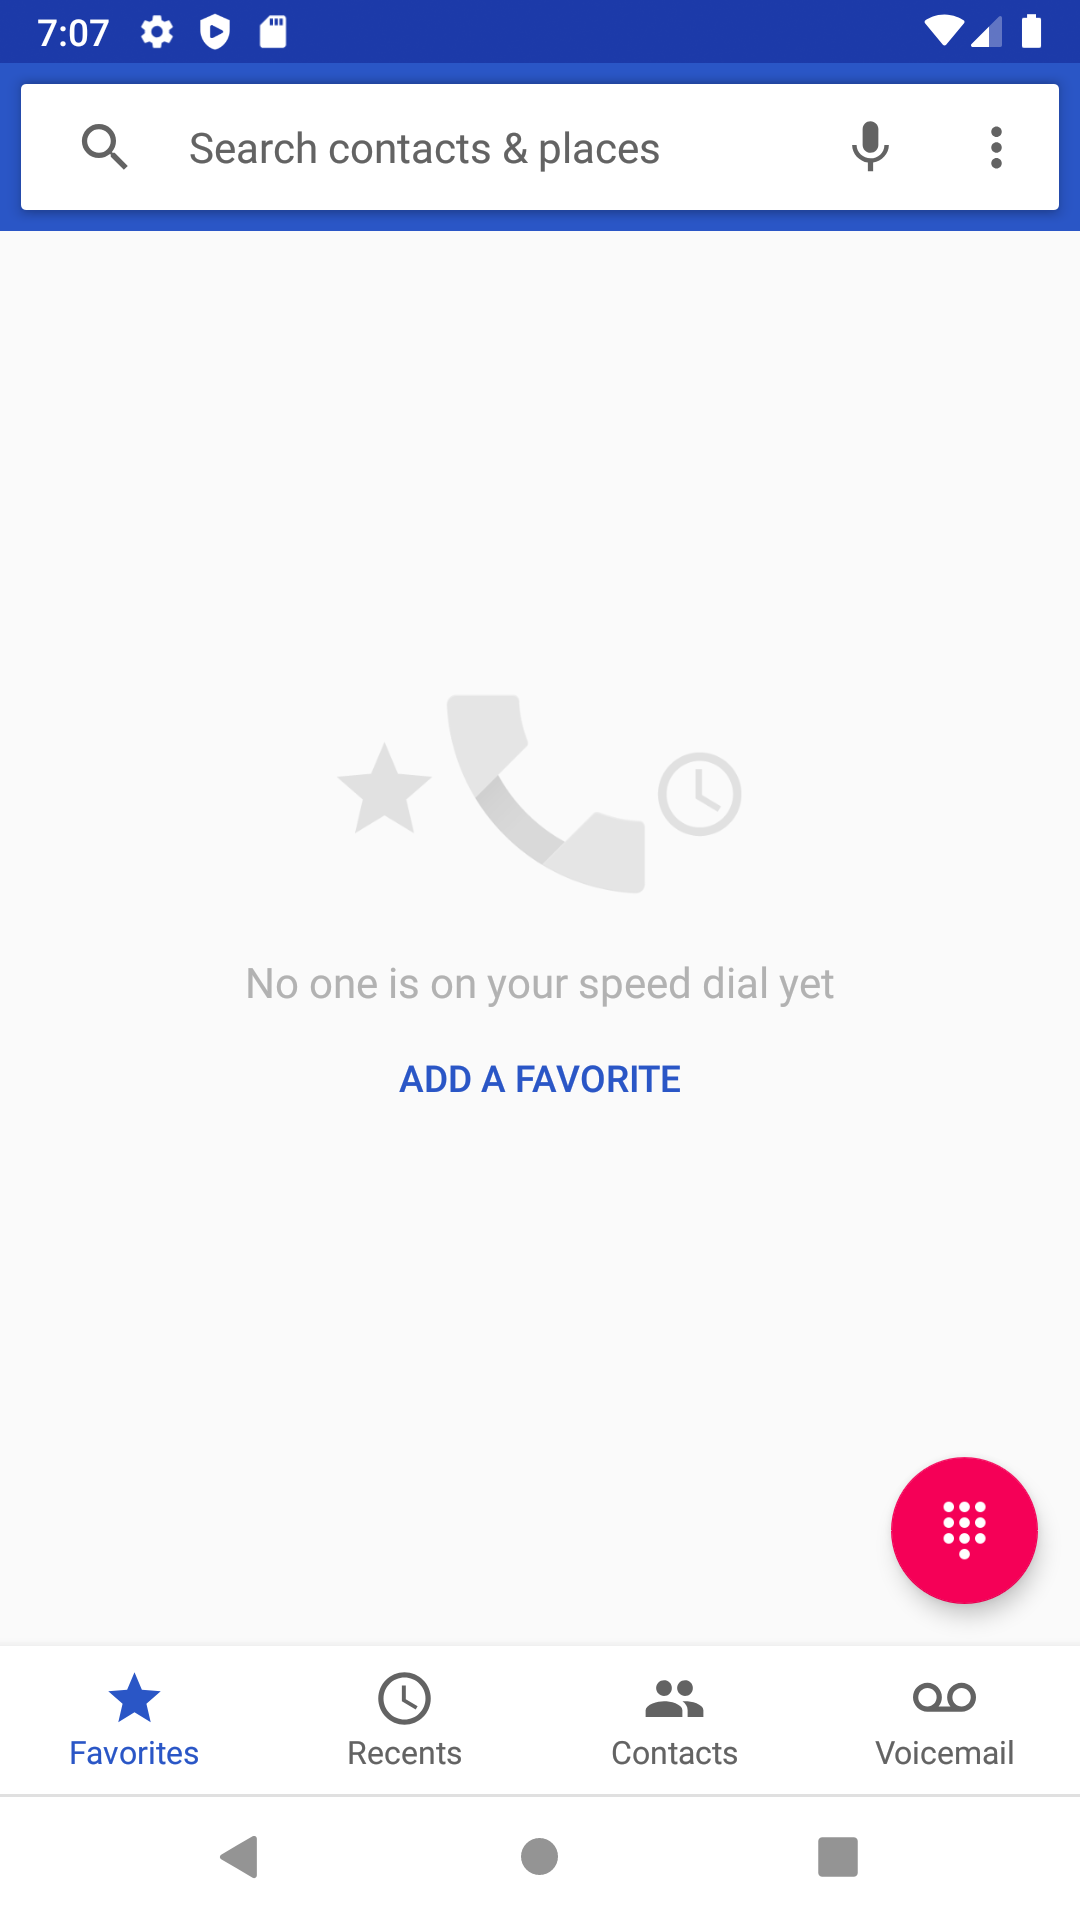 7:07
Search contacts & places
No one is on your speed dial yet
ADD A FAVORITE
Favorites
Recents
Contacts
Voicemail